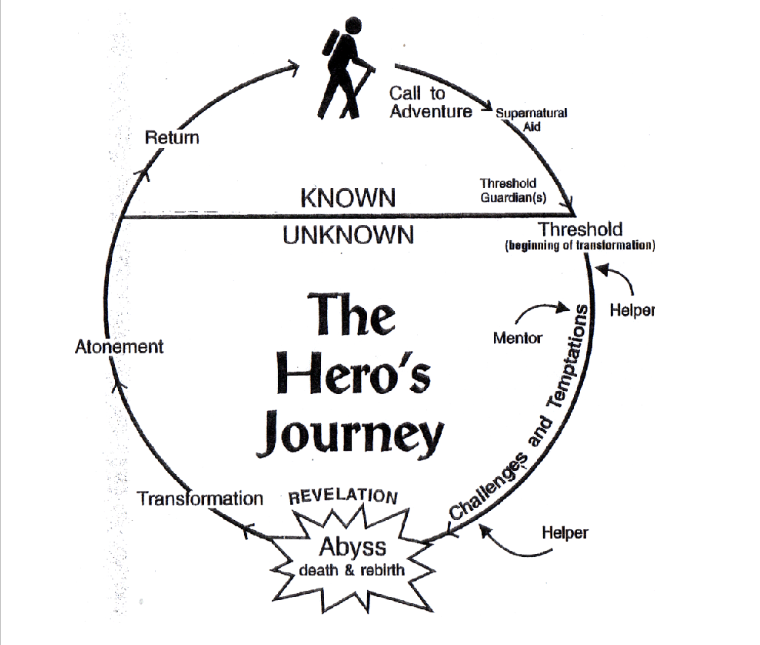 Call to
Adventure
Supernatural
Aid
Return
Threshold
Guardian(s)
KNOWN
UNKNOWN
Threshold
(beginning of transformation)
Helper
Mentor
The
Hero's
Journey
Challenges and Temptations
Atonement
Transformation
REVELATION
Abyss
death & rebirth
Helper